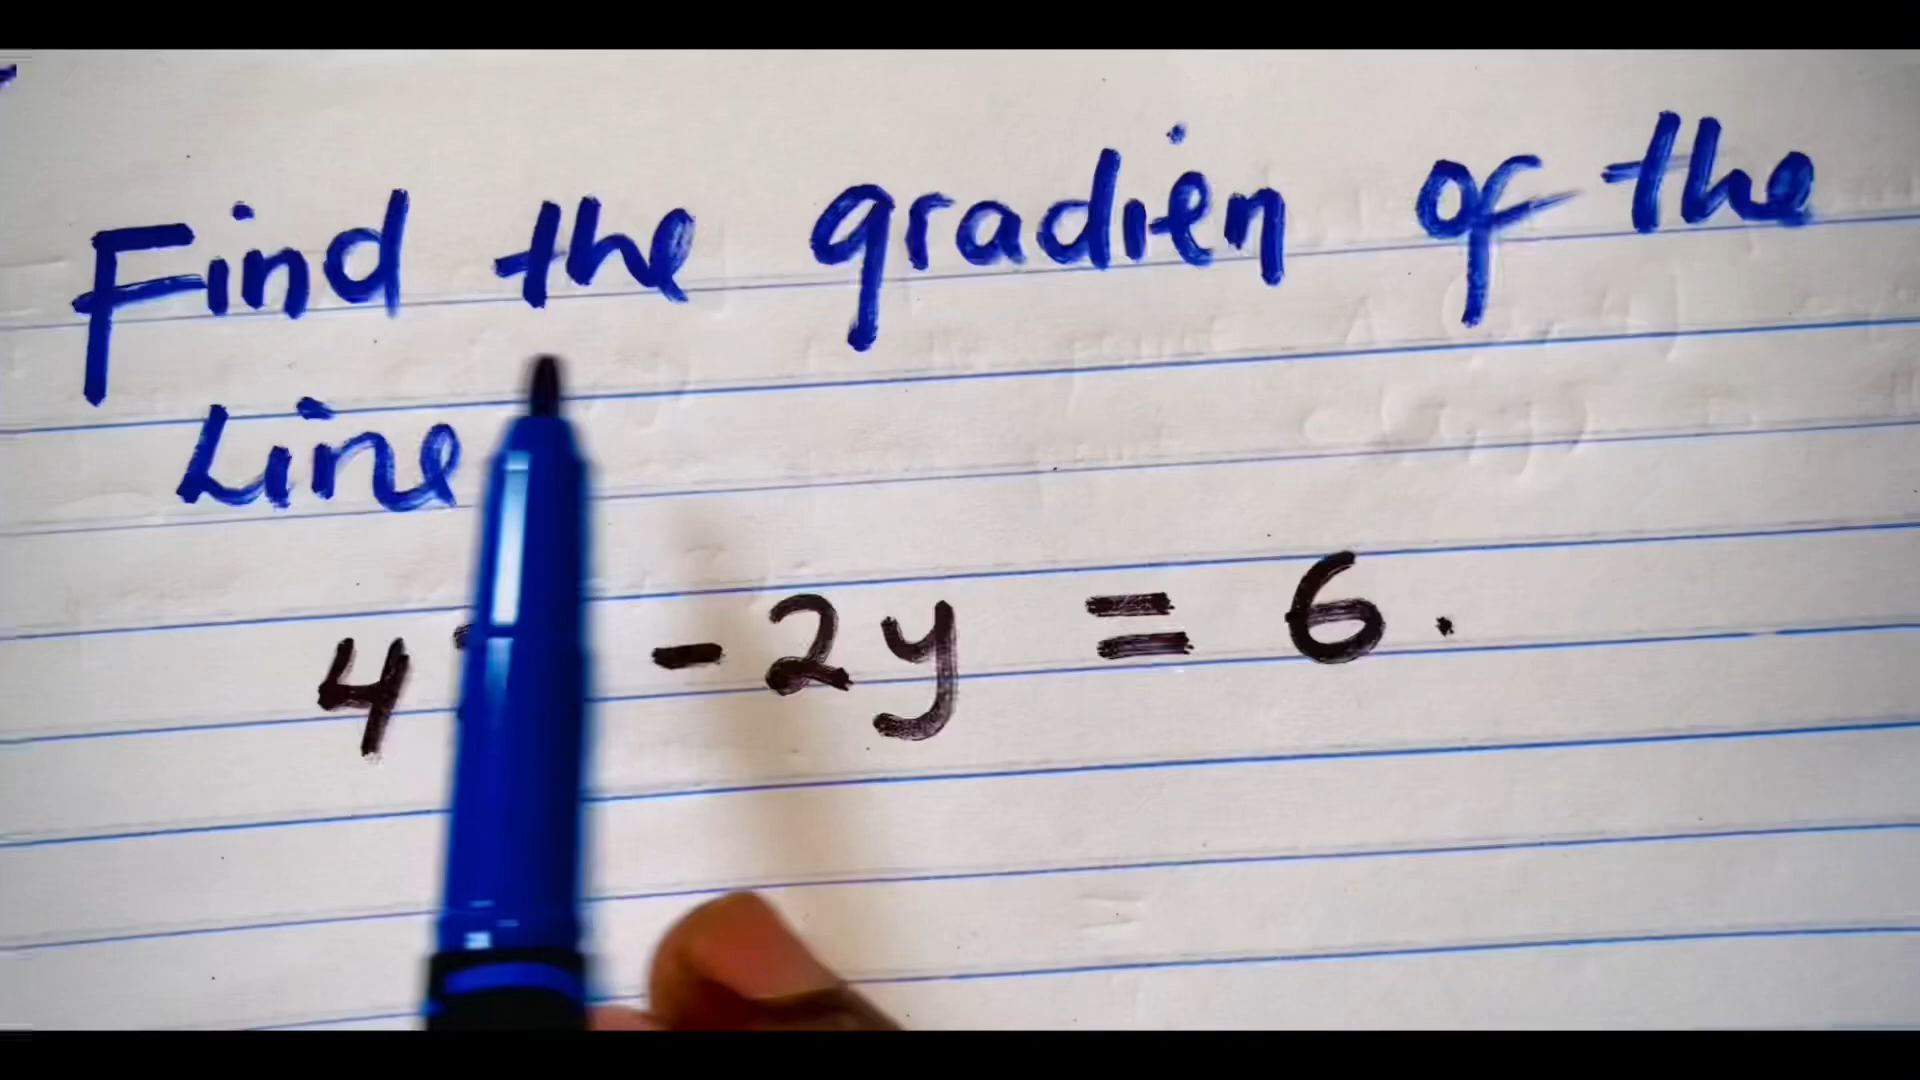 Find the gradien of the
Line
4 - 2y = 6.